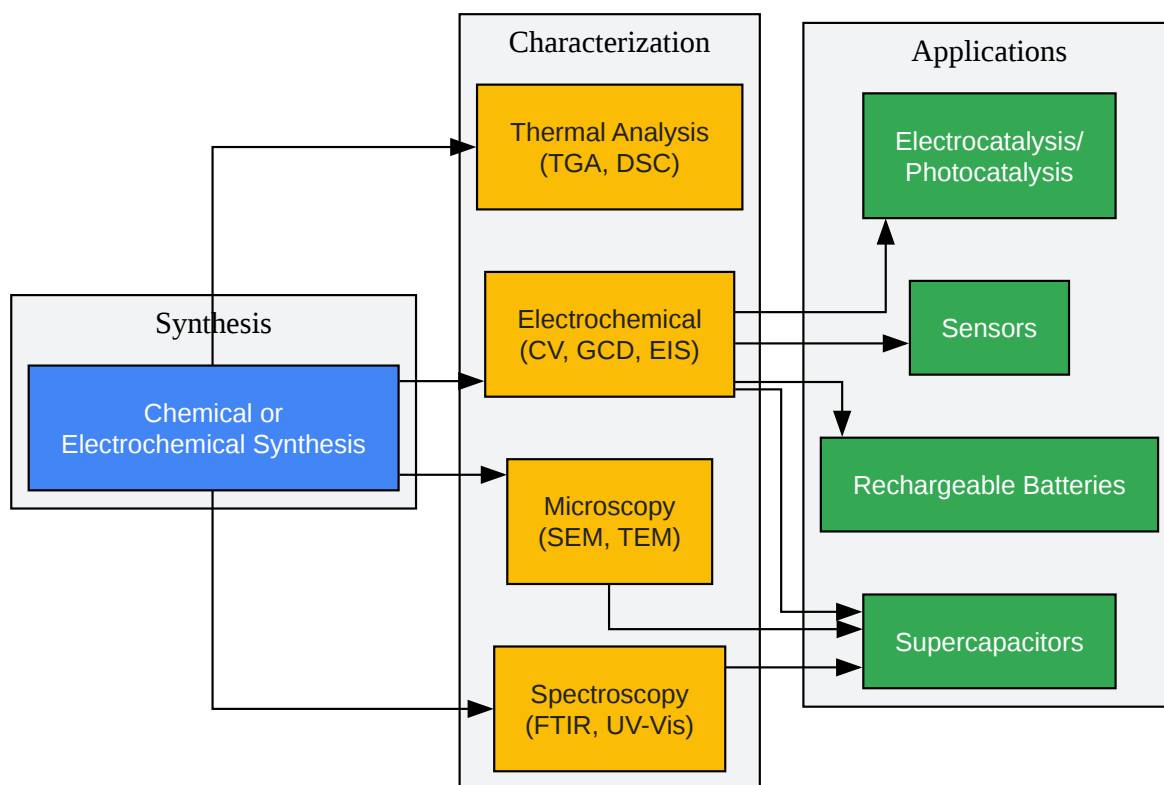 Synthesis
Chemical or
Electrochemical Synthesis
Characterization
Thermal Analysis
(TGA, DSC)
Electrochemical
(CV, GCD, EIS)
Microscopy
(SEM, TEM)
Spectroscopy
(FTIR, UV-Vis)
Applications
Electrocatalysis/
Photocatalysis
Sensors
Rechargeable Batteries
Supercapacitors